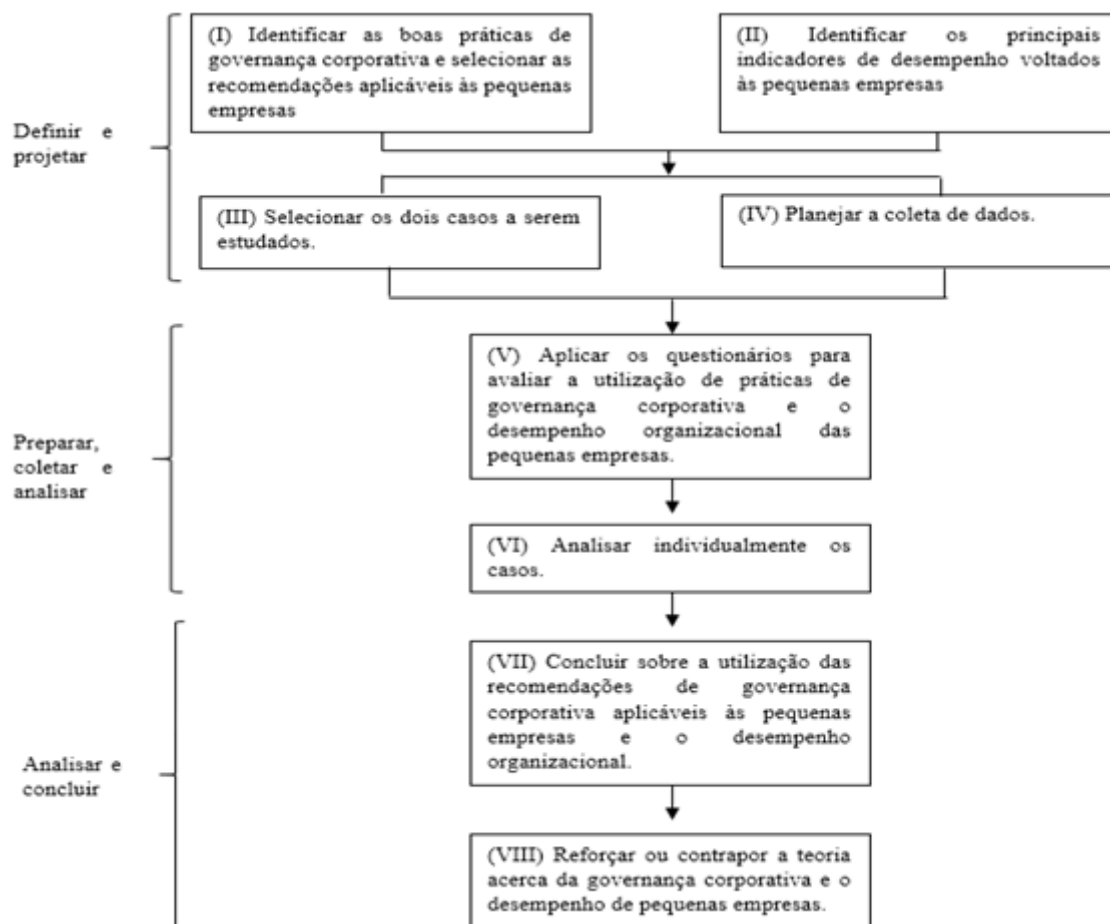 (I) Identificar as boas práticas de
governança corporativa e selecionar as
recomendações aplicáveis às pequenas
empresas
(II) Identificar os principais
indicadores de desempenho voltados
às pequenas empresas
Definir e
projetar
(III) Selecionar os dois casos a serem
estudados.
(IV) Planejar a coleta de dados.
(V) Aplicar os questionários para
avaliar a utilização de práticas de
governança corporativa e o
desempenho organizacional das
pequenas empresas.
Preparar,
coletar e
analisar
(VI) Analisar individualmente os
casos.
(VII) Concluir sobre a utilização das
recomendações de governança
corporativa aplicáveis às pequenas
empresas e o desempenho
organizacional.
Analisar e
concluir
(VIII) Reforçar ou contrapor a teoria
acerca da governança corporativa e o
desempenho de pequenas empresas.